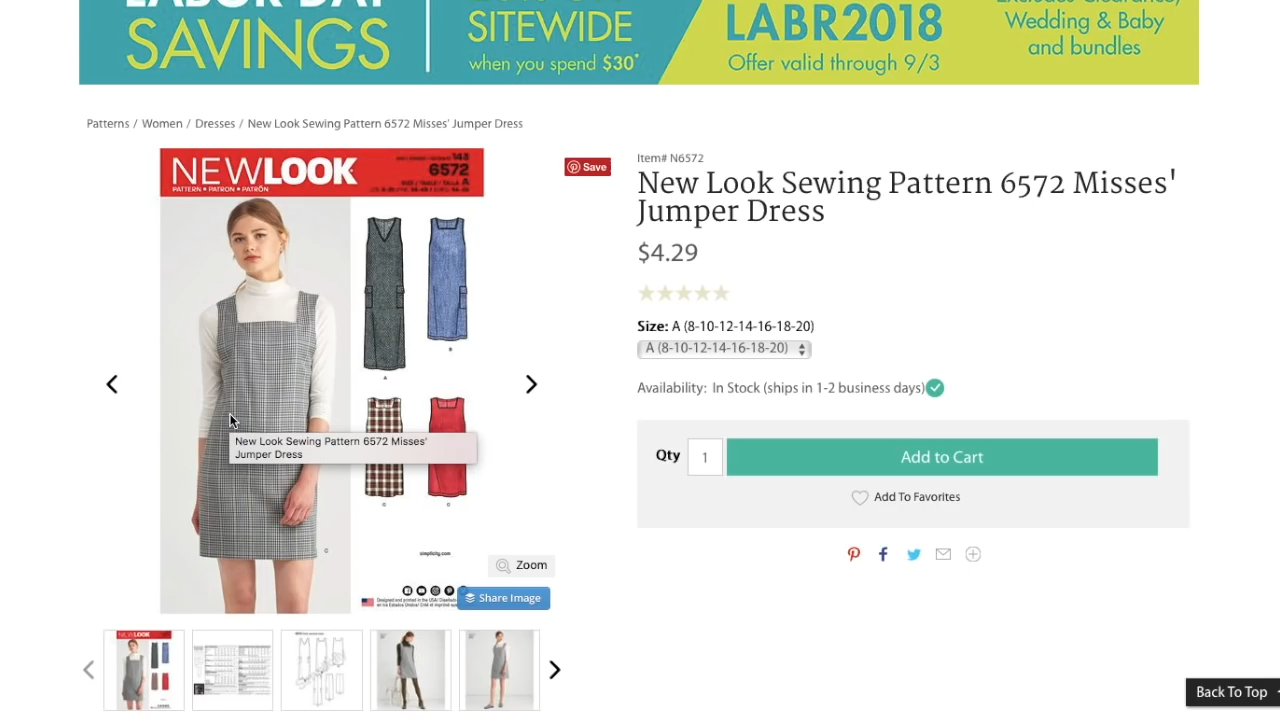 SAVINGS
SITEWIDE
when you spend $30*
LABR2018
Offer valid through 9/3
Wedding & Baby
and bundles
Patterns / Women / Dresses / New Look Sewing Pattern 6572 Misses' Jumper Dress
NEW LOOK
PATTERN • PATRON • PATRÓN
6572
A
Save
Item# N6572
New Look Sewing Pattern 6572 Misses'
Jumper Dress
$4.29
Size: A (8-10-12-14-16-18-20)
A (8-10-12-14-16-18-20)
Availability: In Stock (ships in 1-2 business days)
Qty 1 Add to Cart
Add To Favorites
New Look Sewing Pattern 6572 Misses'
Jumper Dress
A
B
C
C
C
simplicity.com
Zoom
Share Image
Back To Top